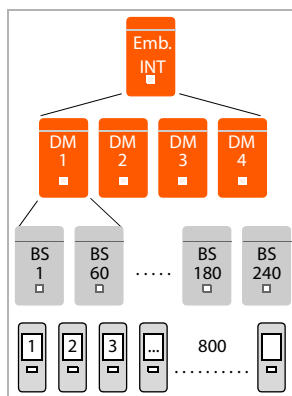 Emb.
INT
DM DM DM DM
1 2 3 4
BS BS BS BS
1 60 ..... 180 240
1 2 3 ... 800
..........